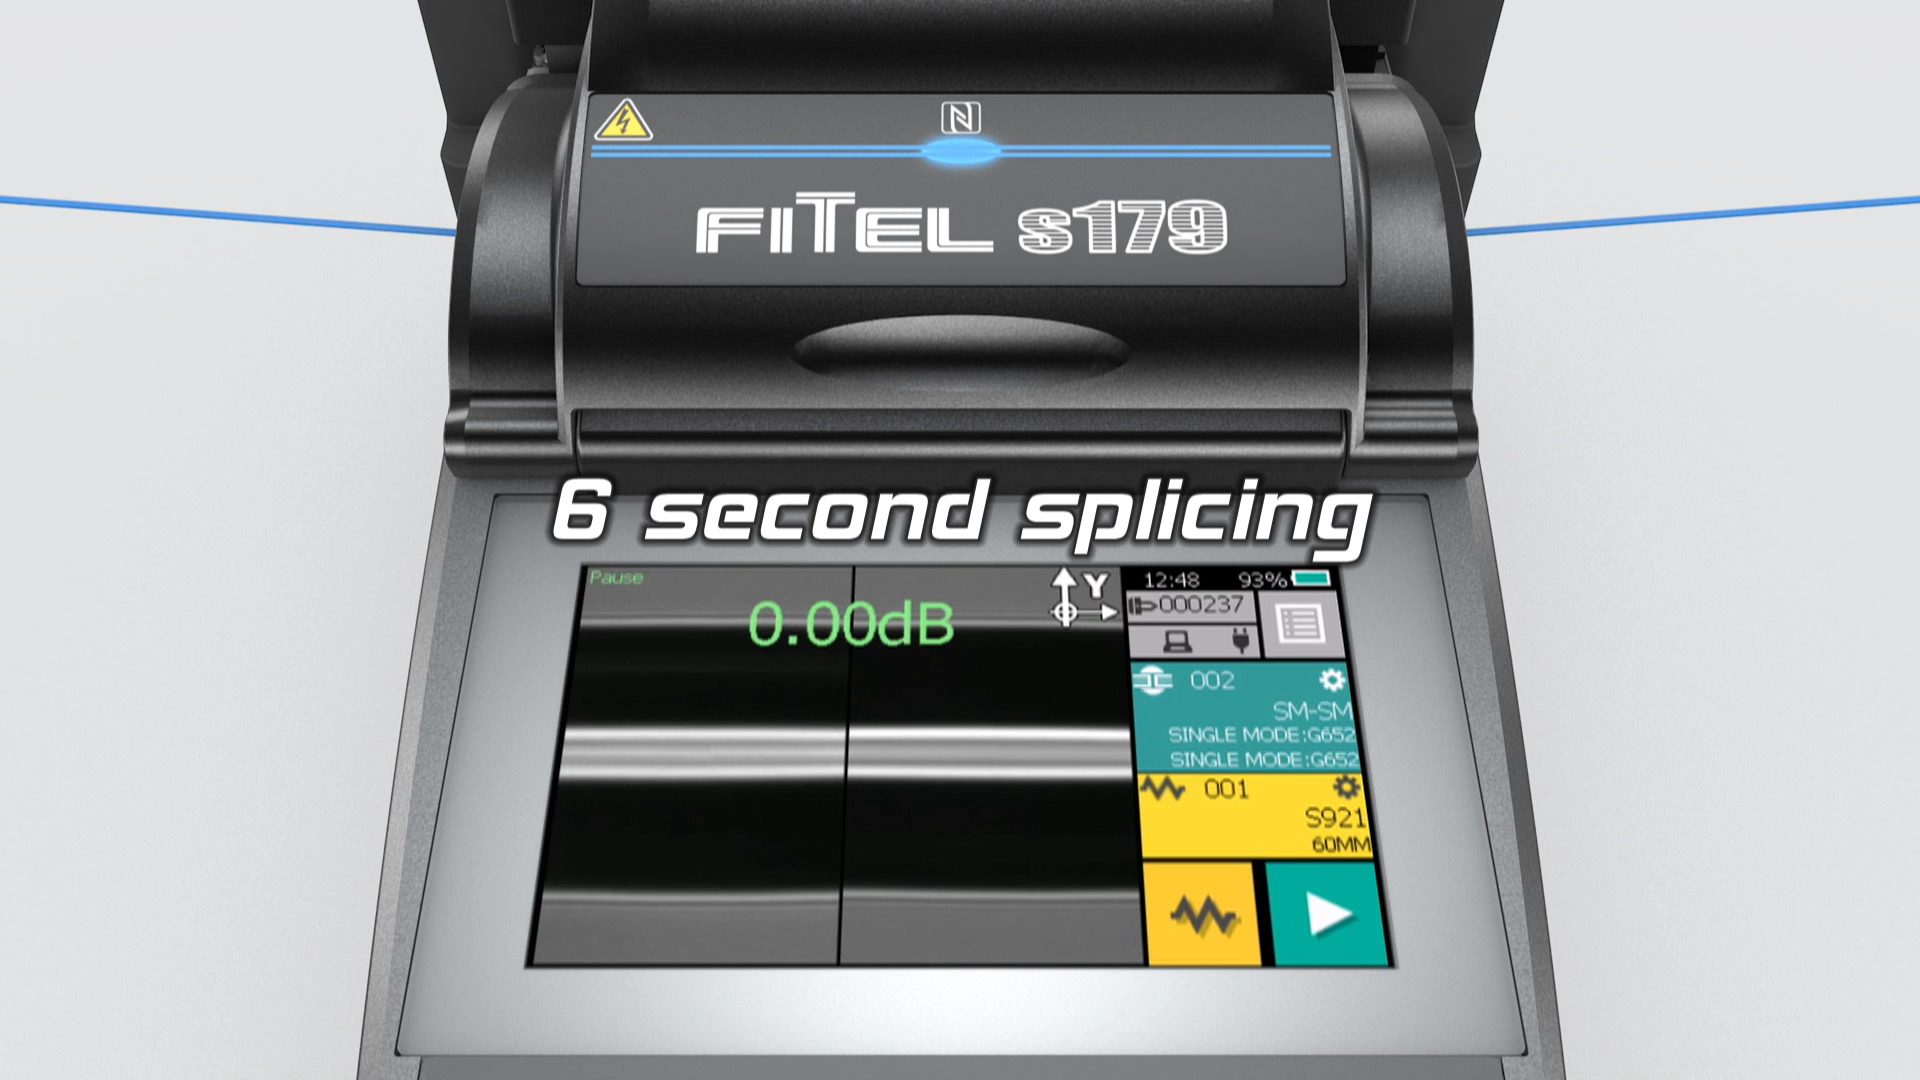 FITEL s179
6 second splicing
Pause
0.00dB
Y
12:48 93%
000237
002
SM-SM
SINGLE MODE:G652
SINGLE MODE:G652
001
S921
60MM